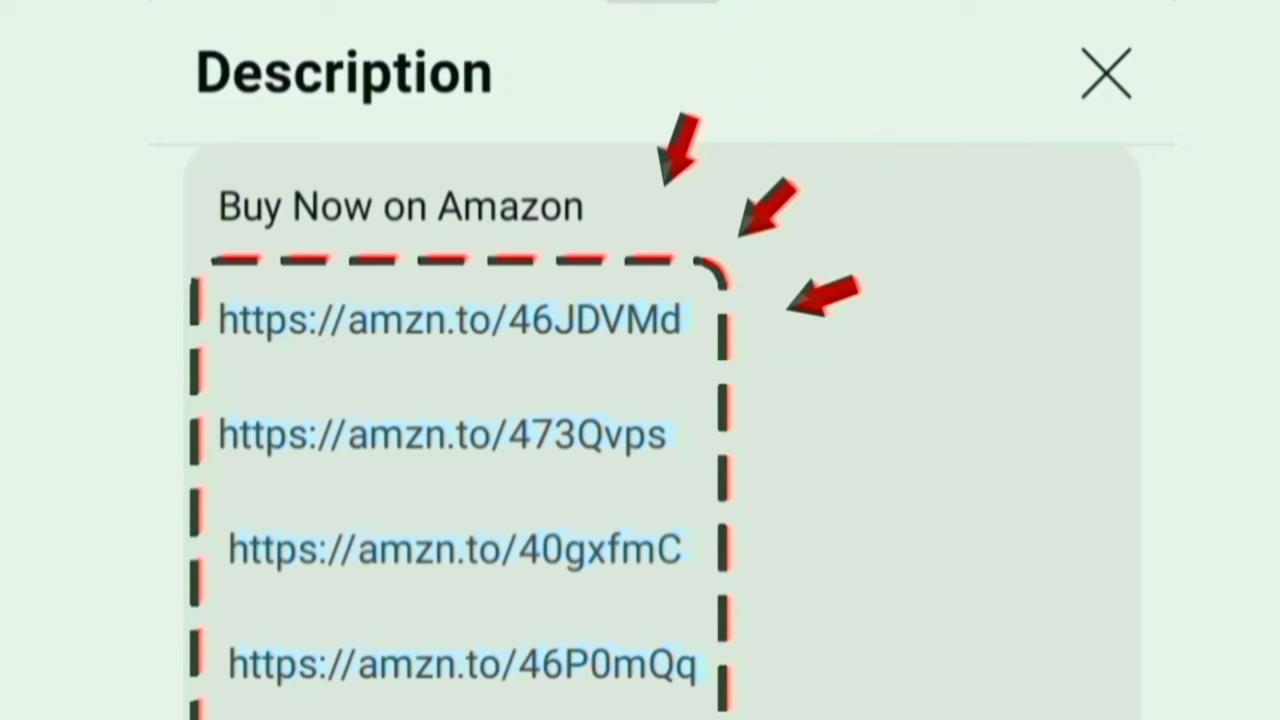 Description
Buy Now on Amazon
https://amzn.to/46JDVMd
https://amzn.to/473Qvps
https://amzn.to/40gxfmC
https://amzn.to/46P0mQq